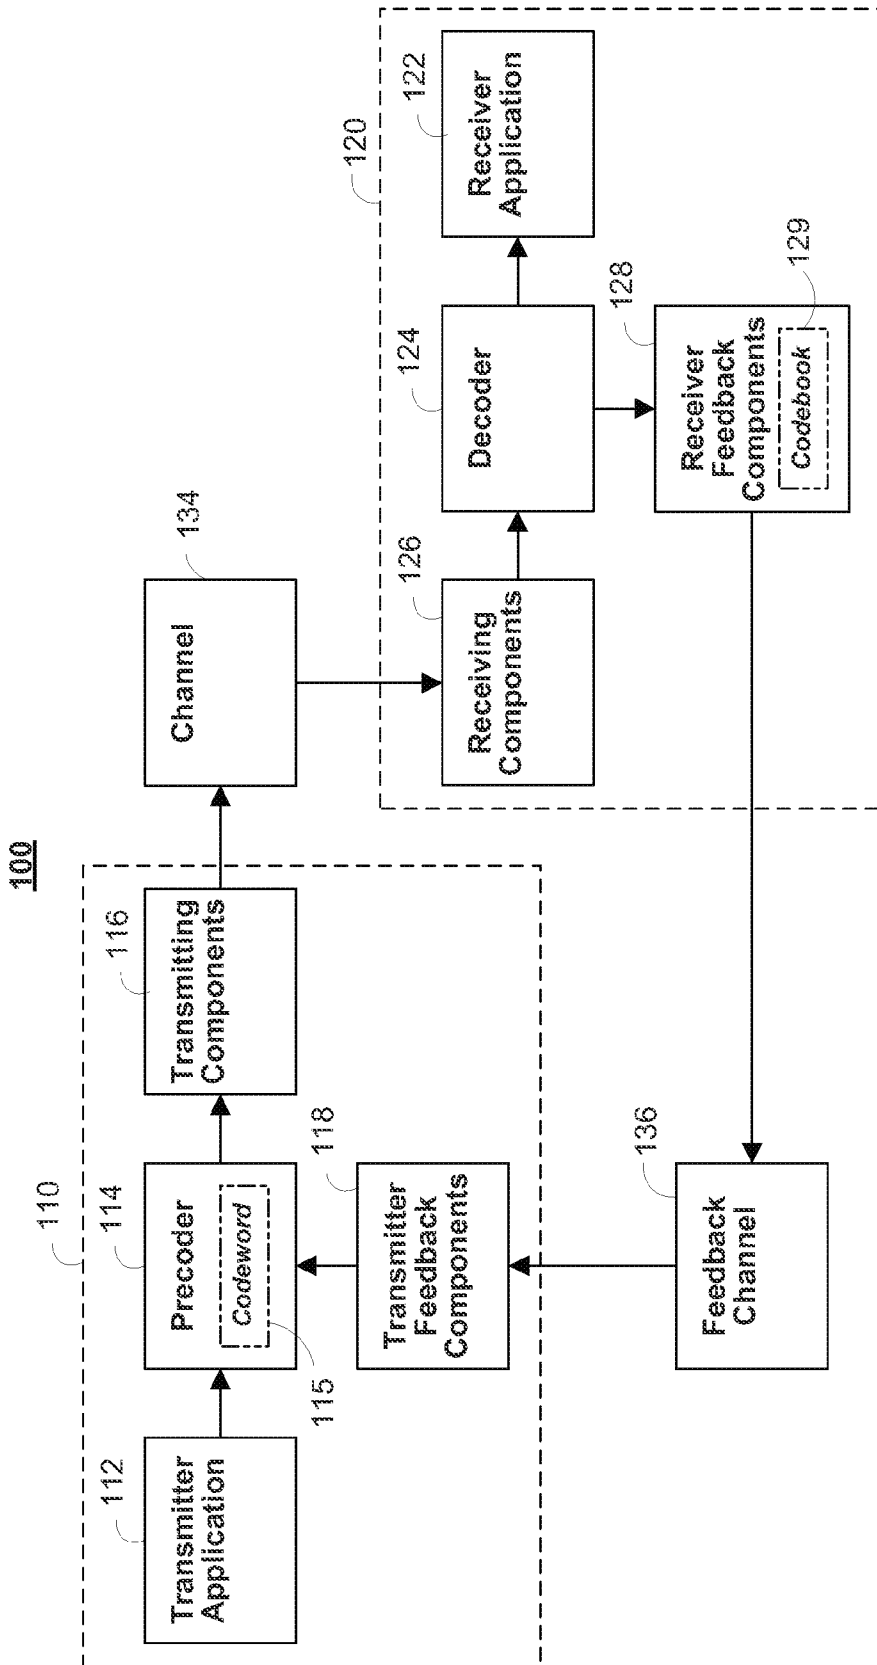 100
110
112
Transmitter
Application
114
Precoder
Codeword
115
116
Transmitting
Components
118
Transmitter
Feedback
Components
Channel
134
120
126
Receiving
Components
124
Decoder
122
Receiver
Application
128
Receiver
Feedback
Components
Codebook
129
136
Feedback
Channel